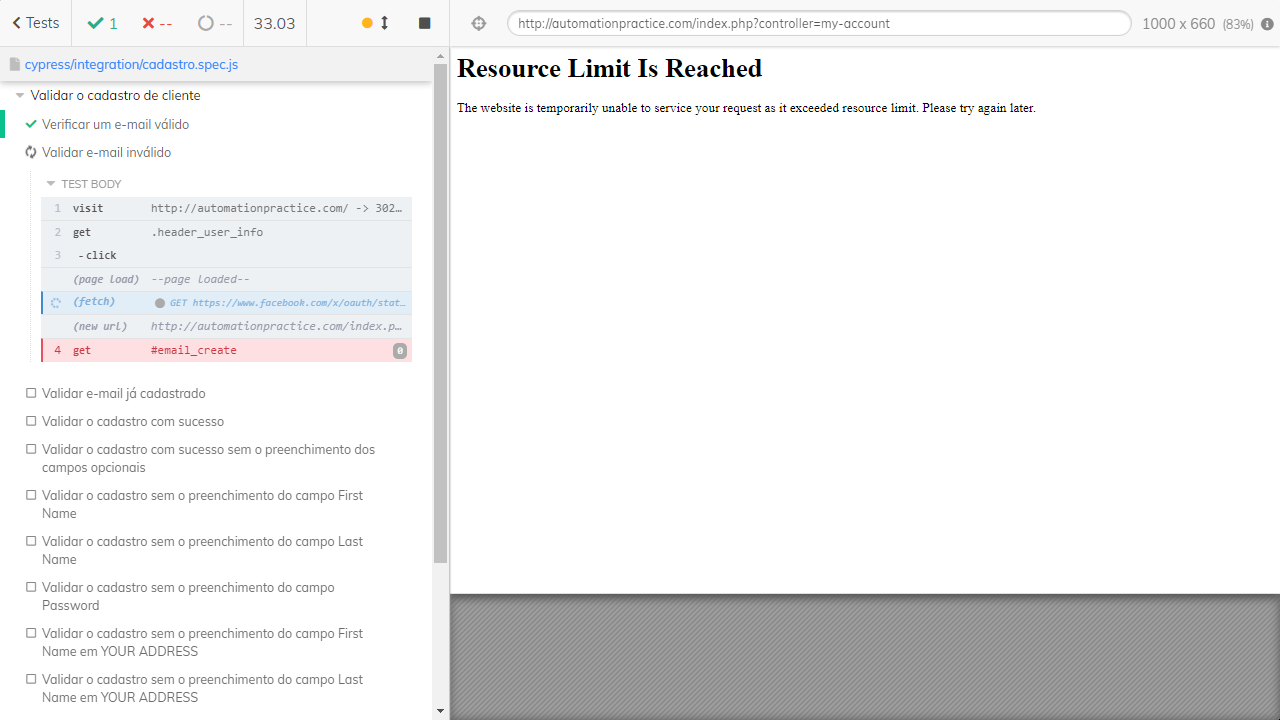 Tests
1
--
--
33.03
http://automationpractice.com/index.php?controller=my-account
1000 x 660 (83%)
cypress/integration/cadastro.spec.js
Validar o cadastro de cliente
Verificar um e-mail válido
Validar e-mail inválido
TEST BODY
1 visit http://automationpractice.com/ -> 302…
2 get .header_user_info
3 -click
(page load) --page loaded--
(fetch) GET https://www.facebook.com/x/oauth/stat…
(new url) http://automationpractice.com/index.p…
4 get #email_create 0
Validar e-mail já cadastrado
Validar o cadastro com sucesso
Validar o cadastro com sucesso sem o preenchimento dos
campos opcionais
Validar o cadastro sem o preenchimento do campo First
Name
Validar o cadastro sem o preenchimento do campo Last
Name
Validar o cadastro sem o preenchimento do campo
Password
Validar o cadastro sem o preenchimento do campo First
Name em YOUR ADDRESS
Validar o cadastro sem o preenchimento do campo Last
Name em YOUR ADDRESS
Resource Limit Is Reached
The website is temporarily unable to service your request as it exceeded resource limit. Please try again later.